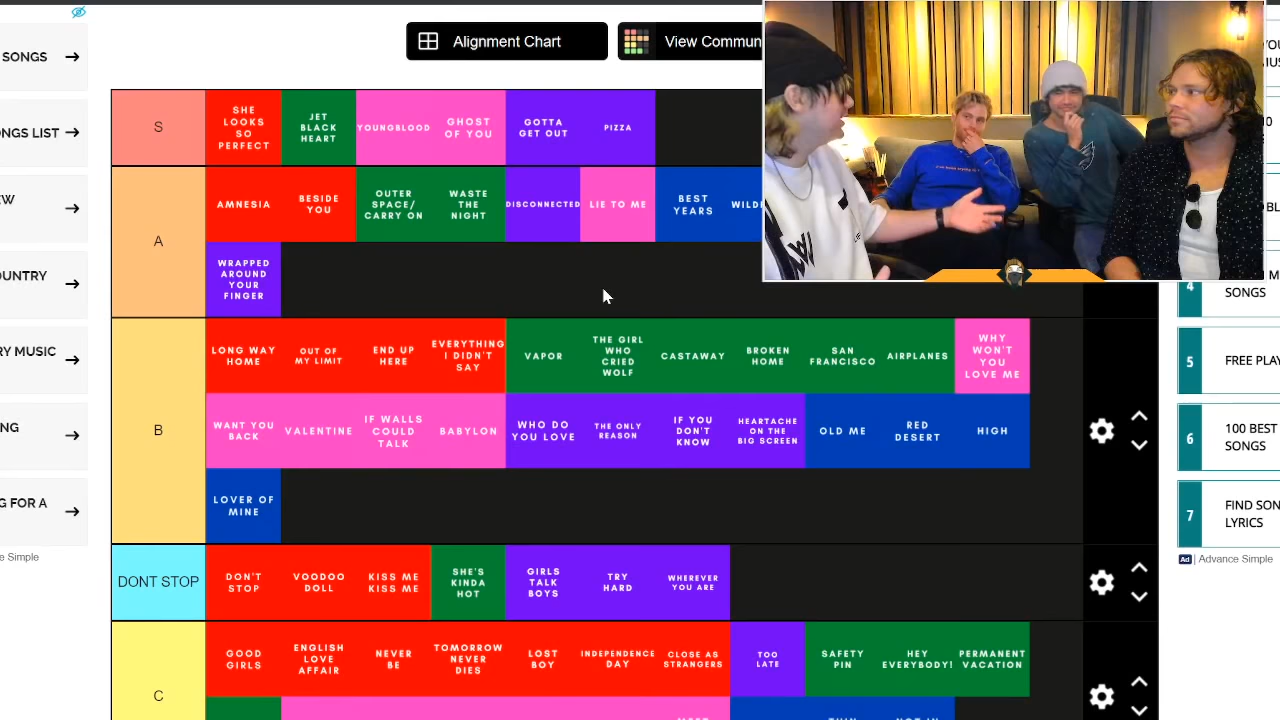 SONGS
ONGS LIST
EW
OUNTRY
RY MUSIC
NG
G FOR A
e Simple
Alignment Chart
View Commun
S
SHE
LOOKS
SO
PERFECT
JET
BLACK
HEART
YOUNGBLOOD
GHOST
OF YOU
GOTTA
GET OUT
PIZZA
A
AMNESIA
BESIDE
YOU
OUTER
SPACE/
CARRY ON
WASTE
THE
NIGHT
DISCONNECTED
LIE TO ME
BEST
YEARS
WILD
WRAPPED
AROUND
YOUR
FINGER
B
LONG WAY
HOME
OUT OF
MY LIMIT
END UP
HERE
EVERYTHING
I DIDN'T
SAY
VAPOR
THE GIRL
WHO
CRIED
WOLF
CASTAWAY
BROKEN
HOME
SAN
FRANCISCO
AIRPLANES
WHY
WON'T
YOU
LOVE ME
WANT YOU
BACK
VALENTINE
IF WALLS
COULD
TALK
BABYLON
WHO DO
YOU LOVE
THE ONLY
REASON
IF YOU
DON'T
KNOW
HEARTACHE
ON THE
BIG SCREEN
OLD ME
RED
DESERT
HIGH
LOVER OF
MINE
DONT STOP
DON'T
STOP
VOODOO
DOLL
KISS ME
KISS ME
SHE'S
KINDA
HOT
GIRLS
TALK
BOYS
TRY
HARD
WHEREVER
YOU ARE
C
GOOD
GIRLS
ENGLISH
LOVE
AFFAIR
NEVER
BE
TOMORROW
NEVER
DIES
LOST
BOY
INDEPENDENCE
DAY
CLOSE AS
STRANGERS
TOO
LATE
SAFETY
PIN
HEY
EVERYBODY!
PERMANENT
VACATION
4
SONGS
5
FREE PLAY
6
100 BEST
SONGS
7
FIND SON
LYRICS
Ad | Advance Simple